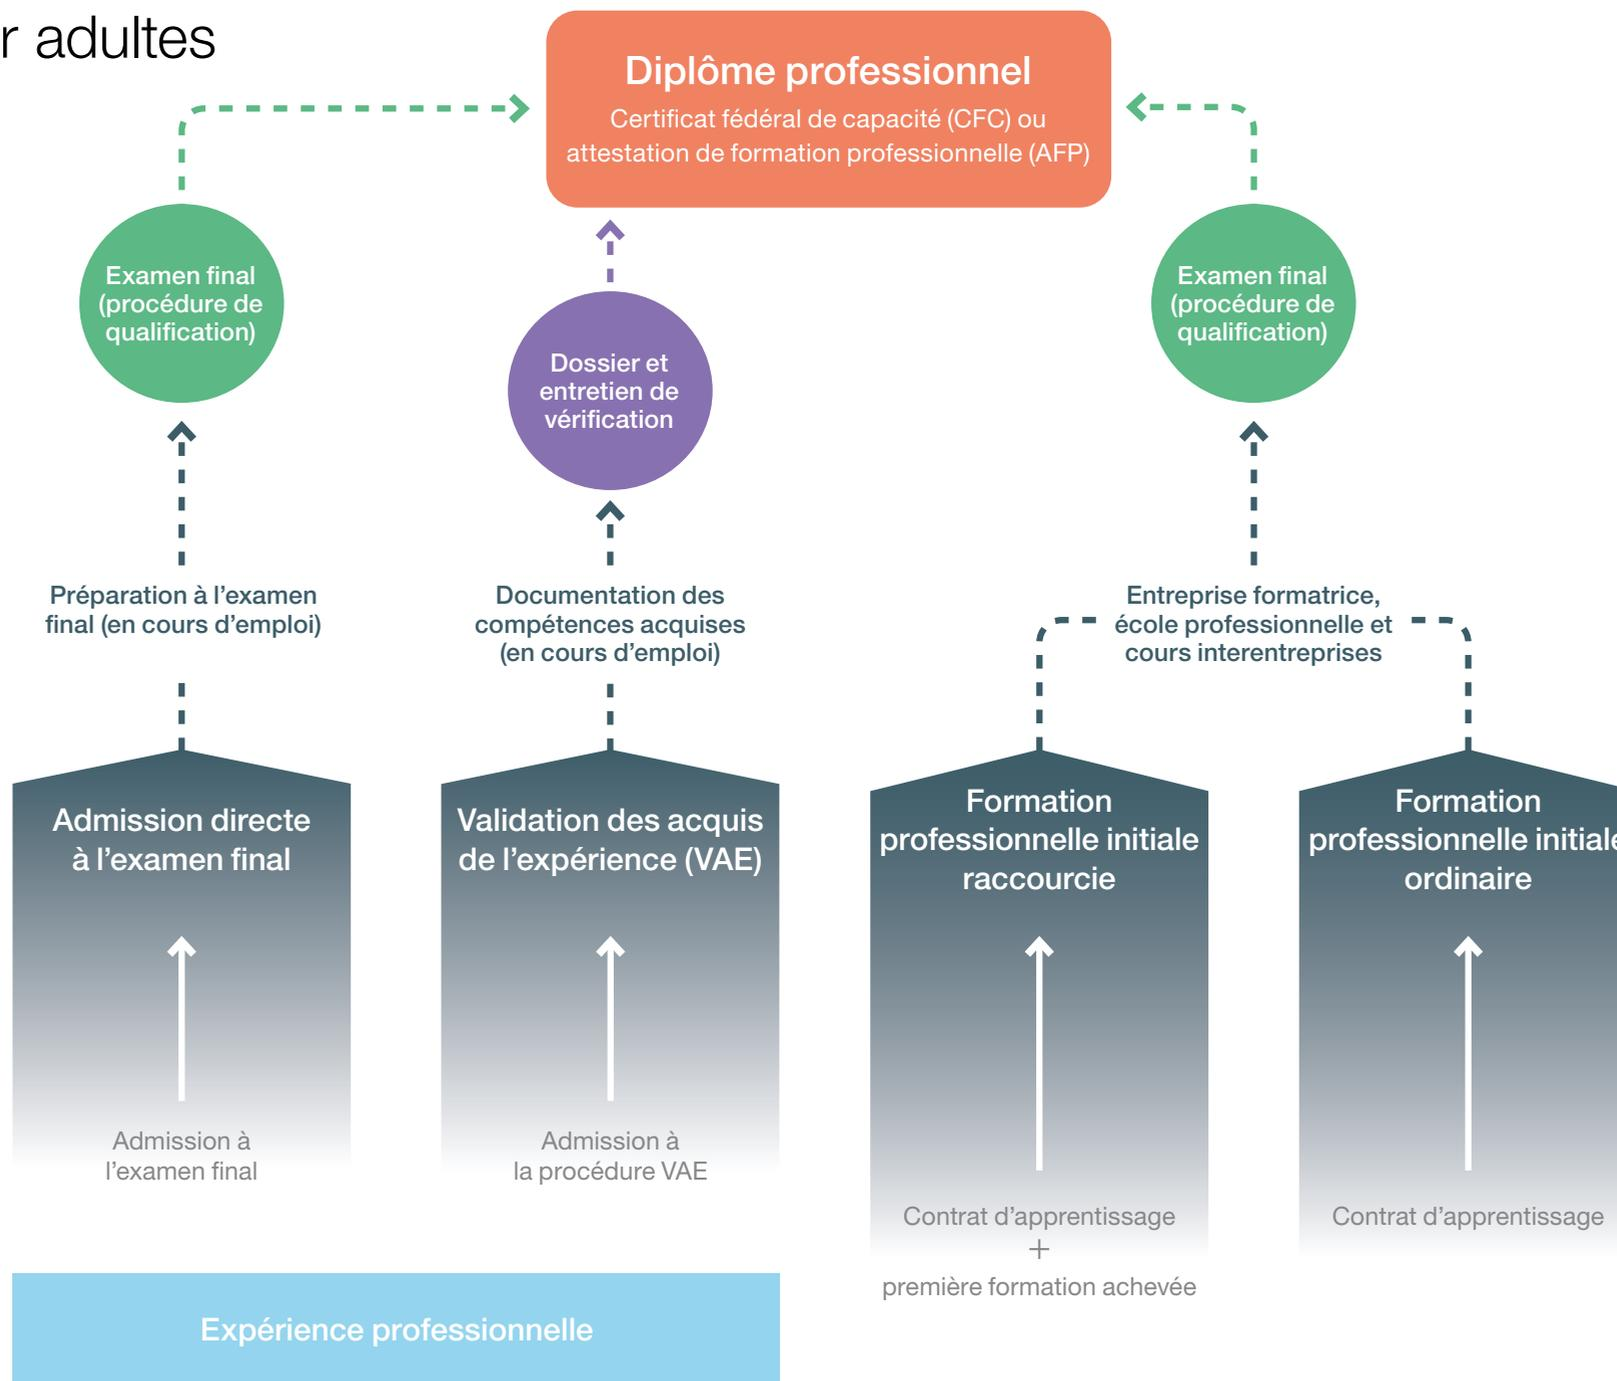 r adultes
Diplôme professionnel
Certificat fédéral de capacité (CFC) ou
attestation de formation professionnelle (AFP)
Examen final
(procédure de
qualification)
Dossier et
entretien de
vérification
Examen final
(procédure de
qualification)
Préparation à l’examen
final (en cours d’emploi)
Documentation des
compétences acquises
(en cours d’emploi)
Entreprise formatrice,
école professionnelle et
cours interentreprises
Admission directe
à l’examen final
Validation des acquis
de l’expérience (VAE)
Formation
professionnelle initiale
raccourcie
Formation
professionnelle initiale
ordinaire
Admission à
l’examen final
Admission à
la procédure VAE
Contrat d’apprentissage
+
première formation achevée
Contrat d’apprentissage
Expérience professionnelle